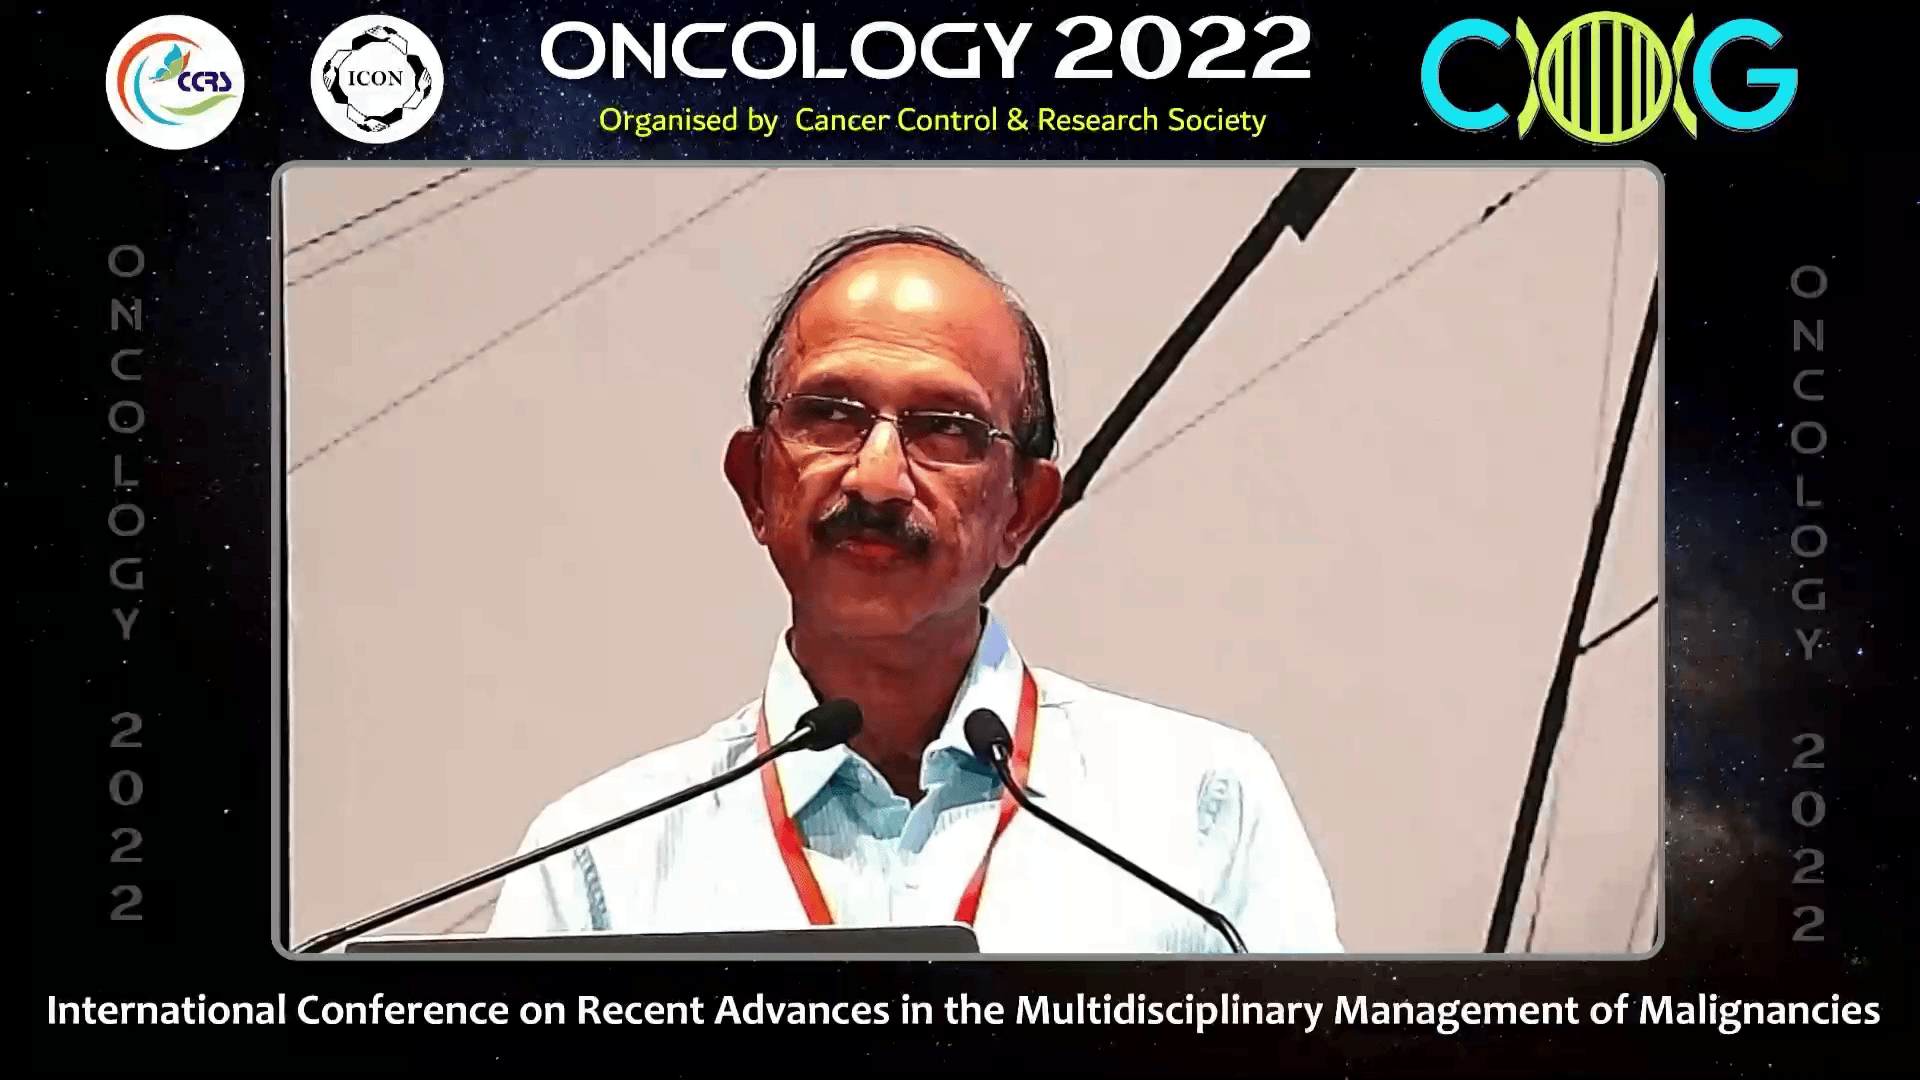 CCRS
ICON
ONCOLOGY 2022
Organised by Cancer Control & Research Society
COG
ONCOLOGY 2022
ONCOLOGY 2022
International Conference on Recent Advances in the Multidisciplinary Management of Malignancies